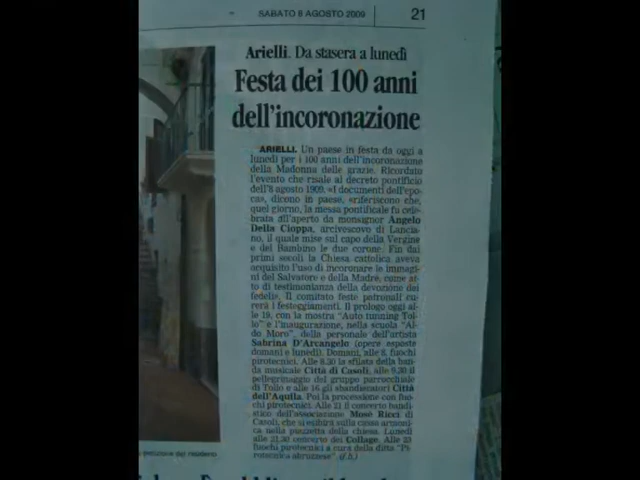 SABATO 8 AGOSTO 2009
21
Arielli. Da stasera a lunedì
Festa dei 100 anni
dell'incoronazione
ARIELLI. Un paese in festa da oggi a
lunedì per i 100 anni dell'incoronazione
della Madonna delle grazie. Ricordato
l'evento che risale al decreto pontificio
dell'8 agosto 1909. «I documenti dell'epo-
ca», dicono in paese, «riferiscono che,
quel giorno, la messa pontificale fu cele-
brata all'aperto da monsignor Angelo
Della Cioppa, arcivescovo di Lancia-
no, il quale mise sul capo della Vergine
e del Bambino le due corone. Fin dai
primi secoli la Chiesa cattolica aveva
acquisito l'uso di incoronare le immagi-
ni del Salvatore e della Madre, come at-
to di testimonianza della devozione dei
fedeli». Il comitato feste patronali cu-
rerà i festeggiamenti. Il prologo oggi al-
le 19, con la mostra "Auto tunning Tol-
lo" e l'inaugurazione, nella scuola "Al-
do Moro", della personale dell'artista
Sabrina D'Arcangelo (opere esposte
domani e lunedì). Domani, alle 8, fuochi
pirotecnici. Alle 8.30 la sfilata della ban-
da musicale Città di Casoli, alle 9,30 il
pellegrinaggio del gruppo parrocchiale
di Tollo e alle 16 gli sbandieratori Città
dell'Aquila. Poi la processione con fuo-
chi pirotecnici. Alle 21 il concerto bandi-
stico dell'associazione Mosè Ricci di
Casoli, che si esibirà sulla cassa armoni-
ca nella piazzetta della chiesa. Lunedì
alle 21,30 concerto dei Collage. Alle 23
fuochi pirotecnici a cura della ditta "Pi-
rotecnica abruzzese". (f.b.)